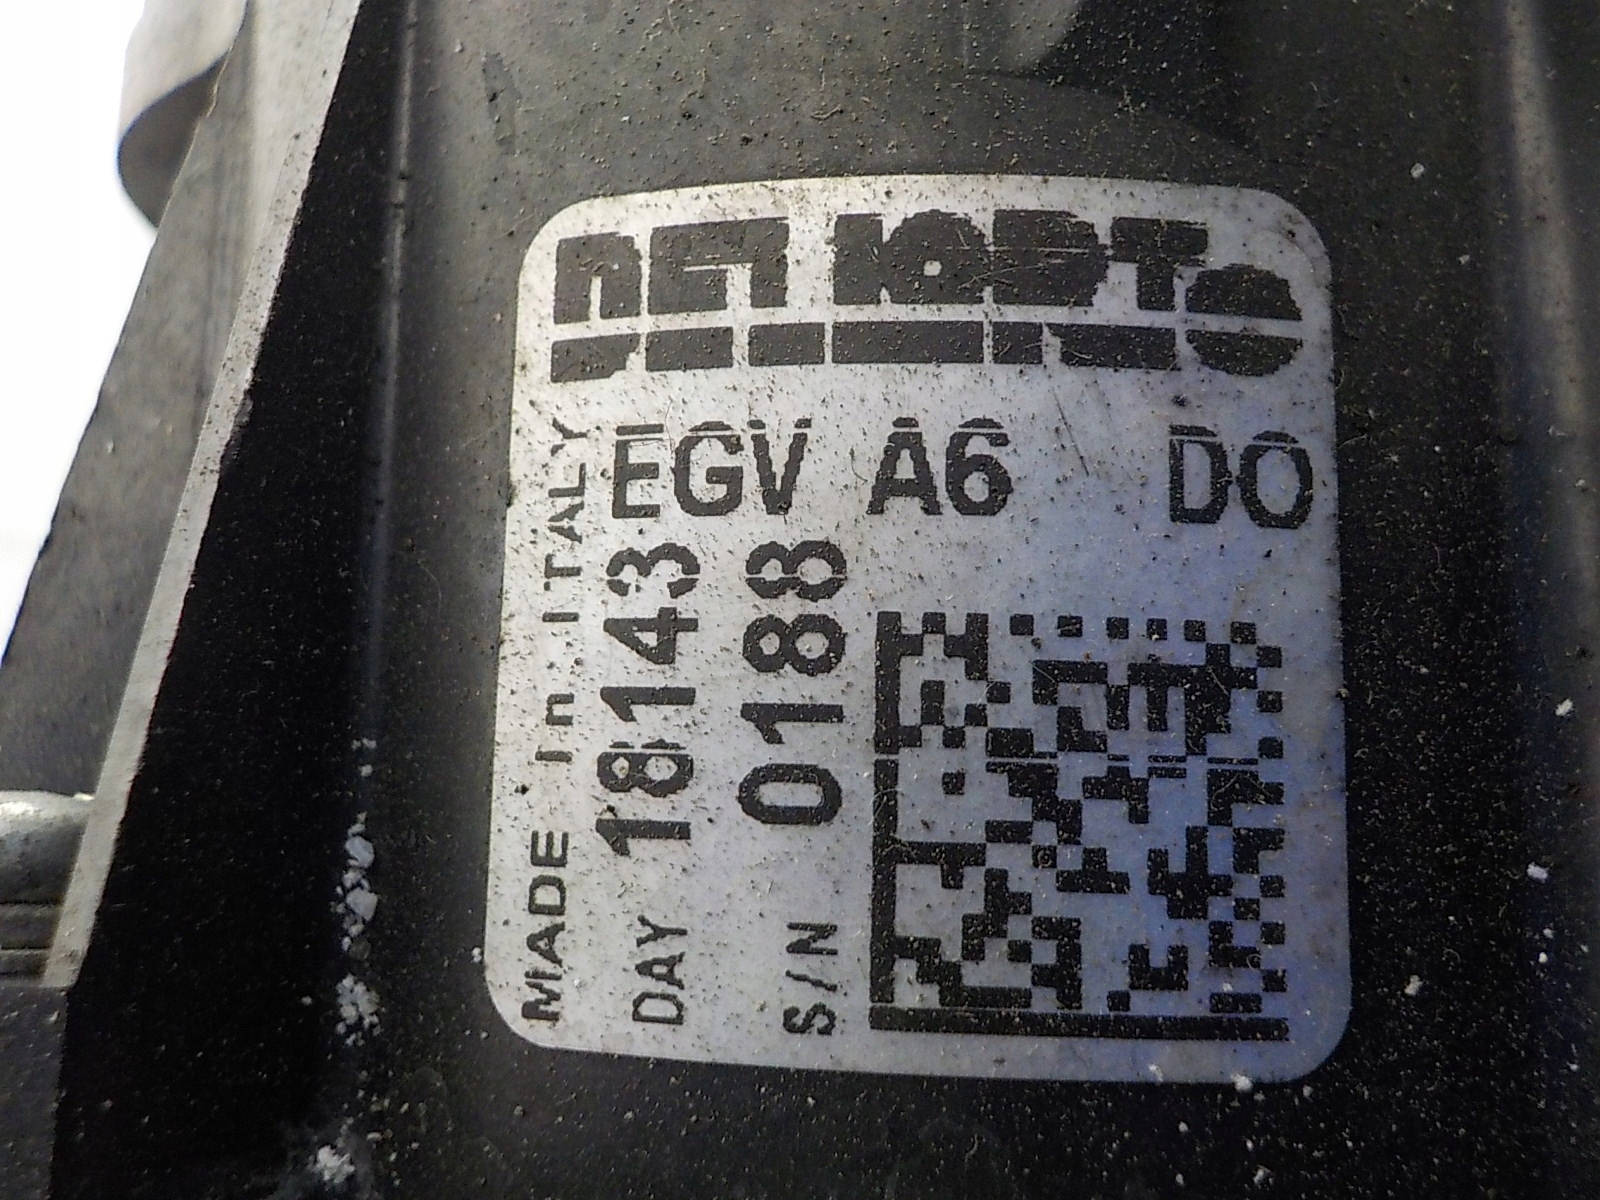 DELLORTO
EGV A6 DO
MADE in ITALY
DAY 18143
S/N 0188